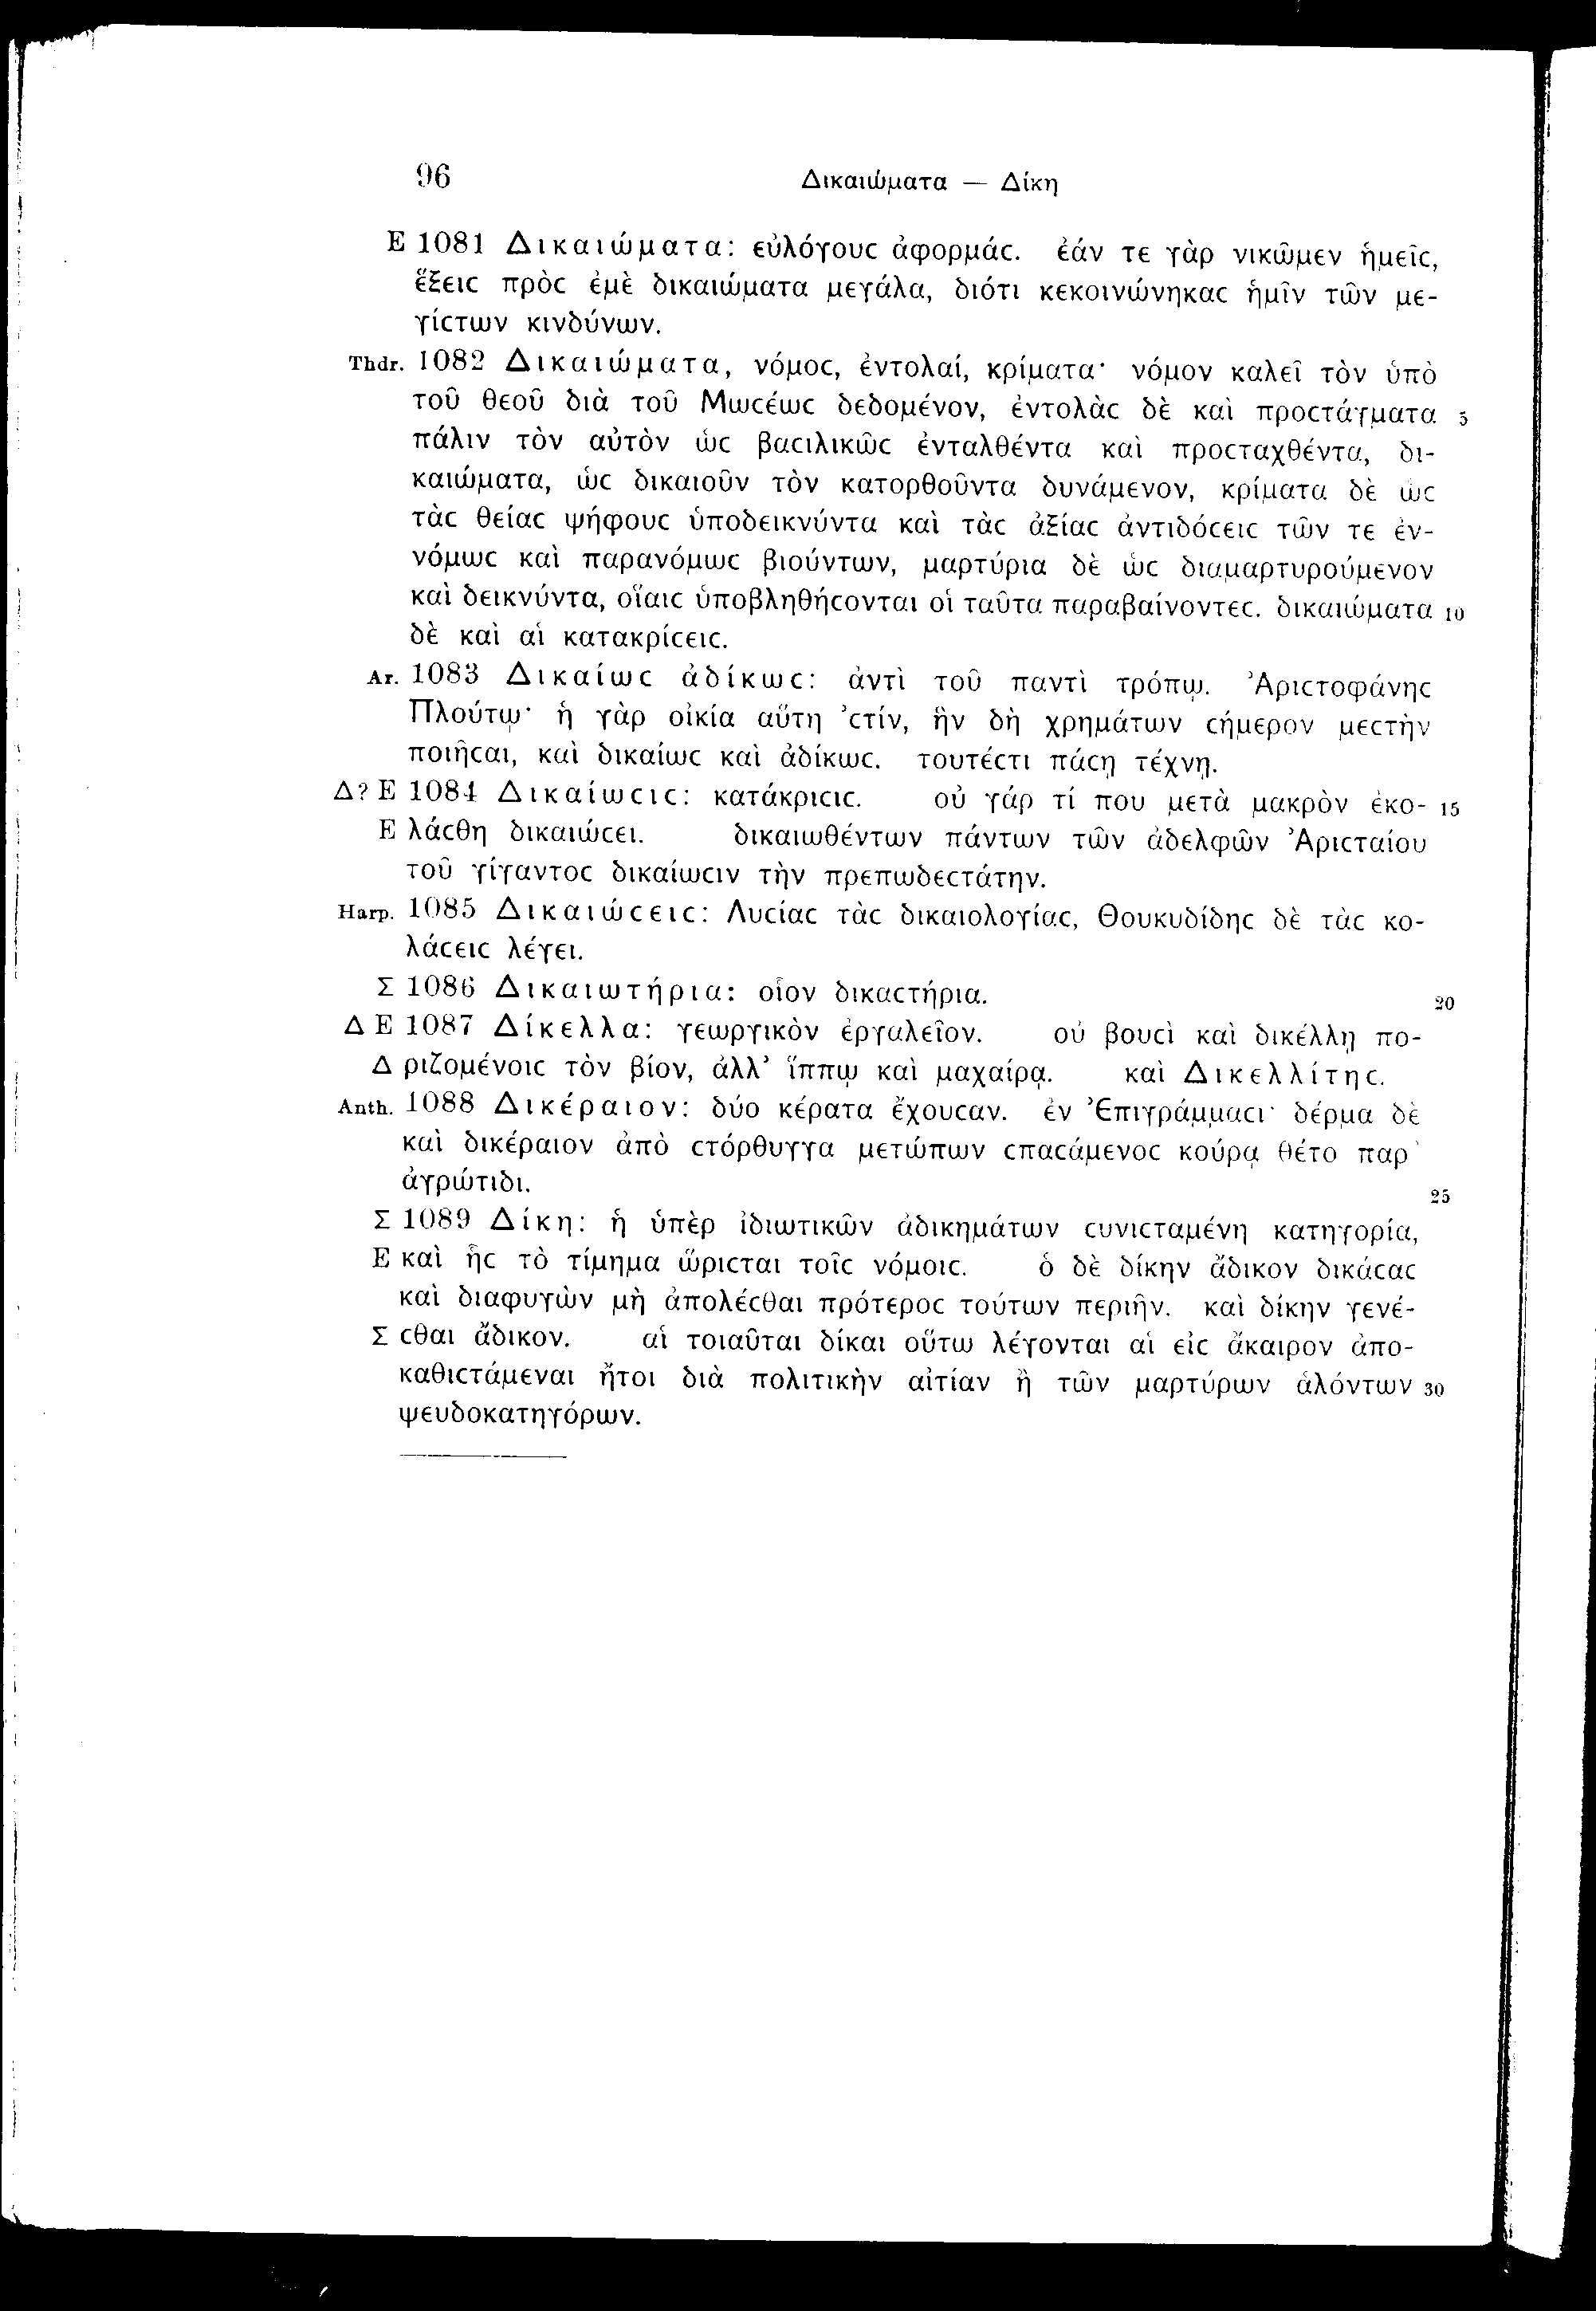 96 Δικαιώματα — Δίκη
E 1081 Δικαιώματα: εὐλόγουϲ ἀφορμάϲ. ἐάν τε γὰρ νικῶμεν ἡμεῖϲ,
ἕξειϲ πρὸϲ ἐμὲ δικαιώματα μεγάλα, διότι κεκοινώνηκαϲ ἡμῖν τῶν με-
γίϲτων κινδύνων.
Thdr. 1082 Δικαιώματα, νόμοϲ, ἐντολαί, κρίματα· νόμον καλεῖ τὸν ὑπὸ
τοῦ θεοῦ διὰ τοῦ Μωϲέωϲ δεδομένον, ἐντολὰϲ δὲ καὶ προϲτάγματα 5
πάλιν τὸν αὐτὸν ὡϲ βαϲιλικῶϲ ἐνταλθέντα καὶ προϲταχθέντα, δι-
καιώματα, ὡϲ δικαιοῦν τὸν κατορθοῦντα δυνάμενον, κρίματα δὲ ὡϲ
τὰϲ θείαϲ ψήφουϲ ὑποδεικνύντα καὶ τὰϲ ἀξίαϲ ἀντιδόϲειϲ τῶν τε ἐν-
νόμωϲ καὶ παρανόμωϲ βιούντων, μαρτύρια δὲ ὡϲ διαμαρτυρούμενον
καὶ δεικνύντα, οἵαιϲ ὑποβληθήϲονται οἱ ταῦτα παραβαίνοντεϲ. δικαιώματα 10
δὲ καὶ αἱ κατακρίϲειϲ.
Ar. 1083 Δικαίωϲ ἀδίκωϲ: ἀντὶ τοῦ παντὶ τρόπῳ. Ἀριϲτοφάνηϲ
Πλούτῳ· ἡ γὰρ οἰκία αὕτη ’ϲτίν, ἣν δὴ χρημάτων ϲήμερον μεϲτὴν
ποιῆϲαι, καὶ δικαίωϲ καὶ ἀδίκωϲ. τουτέϲτι πάϲῃ τέχνῃ.
Δ? E 1084 Δικαίωϲιϲ: κατάκριϲιϲ. οὐ γάρ τί που μετὰ μακρὸν ἐκο- 15
E λάϲθη δικαιώϲει. δικαιωθέντων πάντων τῶν ἀδελφῶν Ἀριϲταίου
τοῦ γίγαντοϲ δικαίωϲιν τὴν πρεπωδεϲτάτην.
Harp. 1085 Δικαιώϲειϲ: Λυϲίαϲ τὰϲ δικαιολογίαϲ, Θουκυδίδηϲ δὲ τὰϲ κο-
λάϲειϲ λέγει.
Σ 1086 Δικαιωτήρια: οἷον δικαϲτήρια. 20
Δ E 1087 Δίκελλα: γεωργικὸν ἐργαλεῖον. οὐ βουϲὶ καὶ δικέλλῃ πο-
Δ ριζομένοιϲ τὸν βίον, ἀλλ’ ἵππῳ καὶ μαχαίρᾳ. καὶ Δικελλίτηϲ.
Anth. 1088 Δικέραιον: δύο κέρατα ἔχουϲαν. ἐν Ἐπιγράμμαϲι· δέρμα δὲ
καὶ δικέραιον ἀπὸ ϲτόρθυγγα μετώπων ϲπαϲάμενοϲ κούρᾳ θέτο παρ’
ἀγρώτιδι. 25
Σ 1089 Δίκη: ἡ ὑπὲρ ἰδιωτικῶν ἀδικημάτων ϲυνιϲταμένη κατηγορία,
E καὶ ἧϲ τὸ τίμημα ὥριϲται τοῖϲ νόμοιϲ. ὁ δὲ δίκην ἄδικον δικάϲαϲ
καὶ διαφυγὼν μὴ ἀπολέϲθαι πρότεροϲ τούτων περιῆν. καὶ δίκην γενέ-
Σ ϲθαι ἄδικον. αἱ τοιαῦται δίκαι οὕτω λέγονται αἱ εἰϲ ἄκαιρον ἀπο-
καθιϲτάμεναι ἤτοι διὰ πολιτικὴν αἰτίαν ἢ τῶν μαρτύρων ἁλόντων 30
ψευδοκατηγόρων.